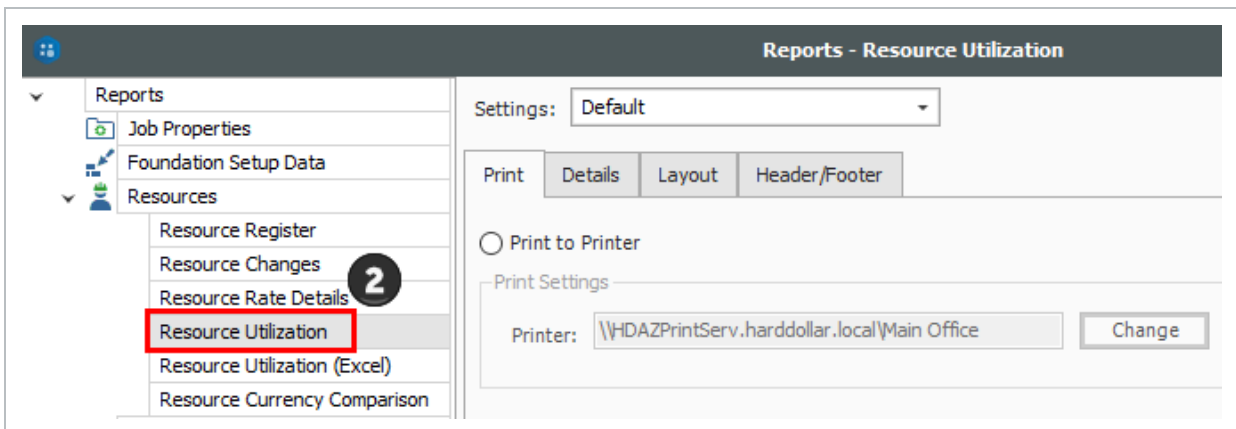 Reports - Resource Utilization
Reports
Job Properties
Foundation Setup Data
Resources
Resource Register
Resource Changes
Resource Rate Details
2
Resource Utilization
Resource Utilization (Excel)
Resource Currency Comparison
Settings: Default
Print Details Layout Header/Footer
Print to Printer
Print Settings
Printer: \\HDAZPrintServ.harddollar.local\Main Office Change